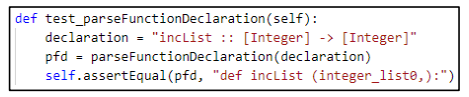 def test_parseFunctionDeclaration(self):
declaration = "incList :: [Integer] -> [Integer]"
pfd = parseFunctionDeclaration(declaration)
self.assertEqual(pfd, "def incList (integer_list0,):")